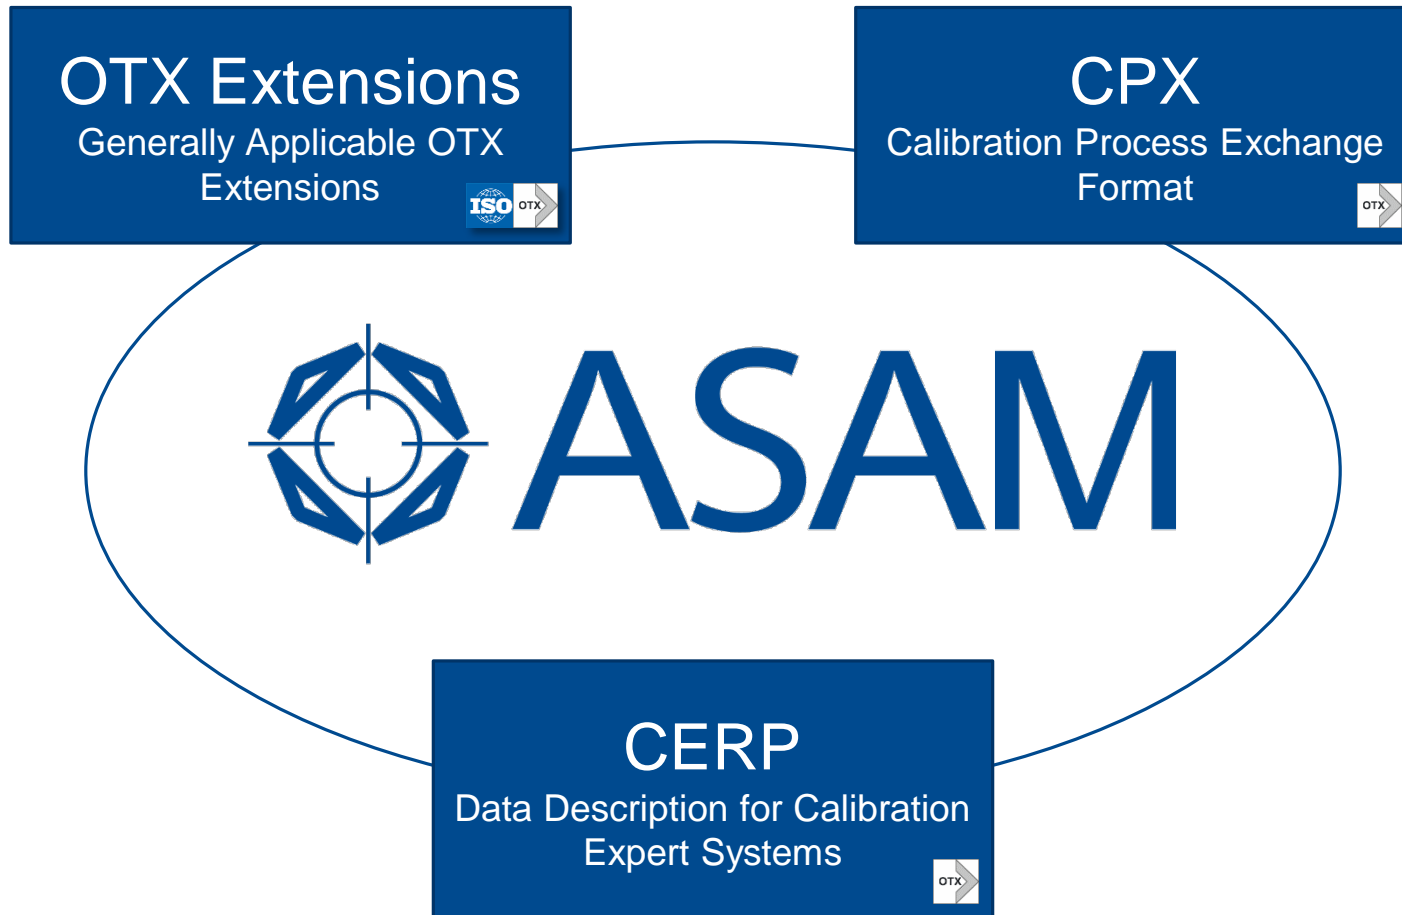 OTX Extensions
Generally Applicable OTX
Extensions
ISO OTX
CPX
Calibration Process Exchange
Format
OTX
ASAM
CERP
Data Description for Calibration
Expert Systems
OTX